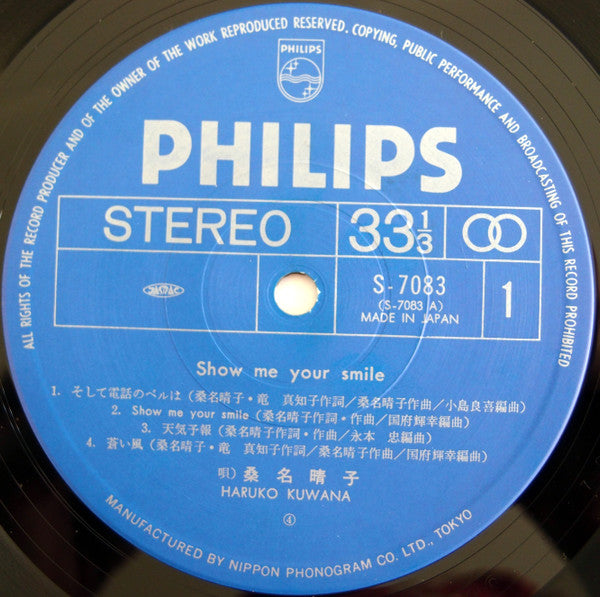 ALL RIGHTS OF THE RECORD PRODUCER AND OF THE OWNER OF THE WORK REPRODUCED RESERVED. COPYING, PUBLIC PERFORMANCE AND BROADCASTING OF THIS RECORD PROHIBITED
PHILIPS
PHILIPS
STEREO 33⅓
JASRAC S-7083 1
(S-7083 A)
MADE IN JAPAN
Show me your smile
1. そして電話のベルは(桑名晴子・竜 真知子作詞/桑名晴子作曲/小島良喜編曲)
2. Show me your smile(桑名晴子作詞・作曲/国府輝幸編曲)
3. 天気予報(桑名晴子作詞・作曲/永本 忠編曲)
4. 蒼い風(桑名晴子・竜 真知子作詞/桑名晴子作曲/国府輝幸編曲)
唄)桑名晴子
HARUKO KUWANA
④
MANUFACTURED BY NIPPON PHONOGRAM CO. LTD., TOKYO